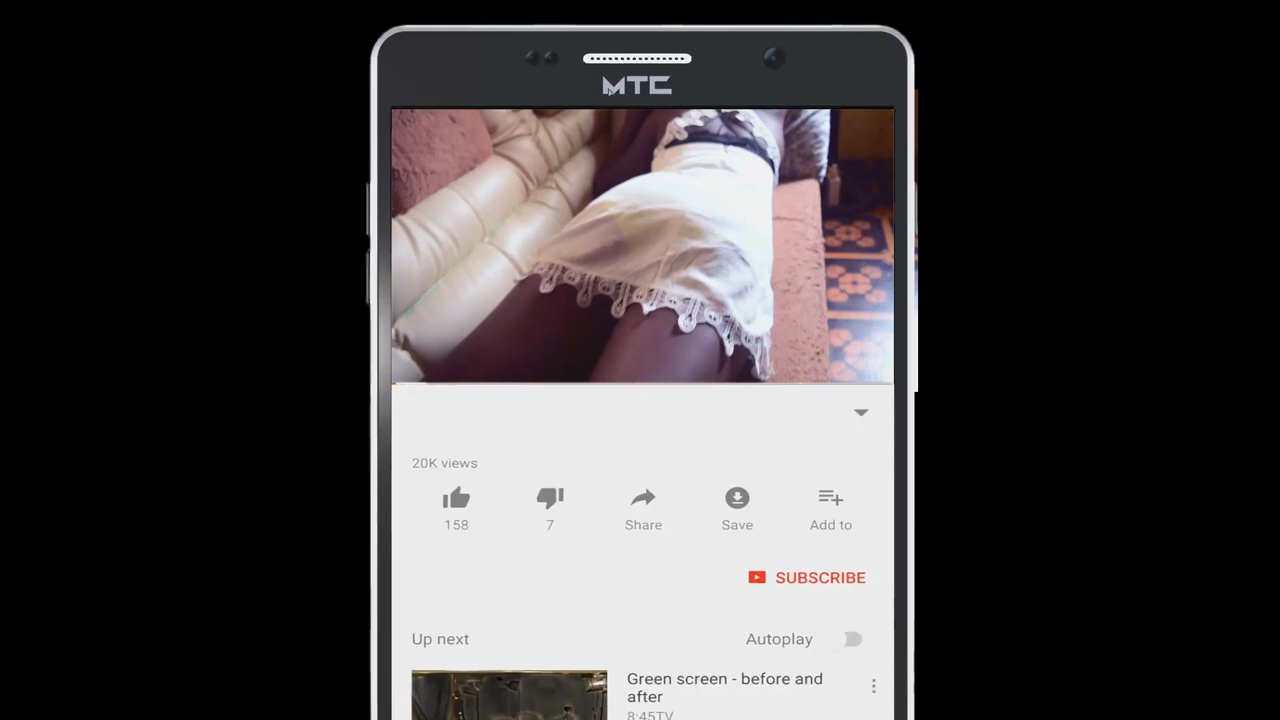 MTC
20K views
158
7
Share
Save
Add to
SUBSCRIBE
Up next
Autoplay
Green screen - before and
after
8:45TV